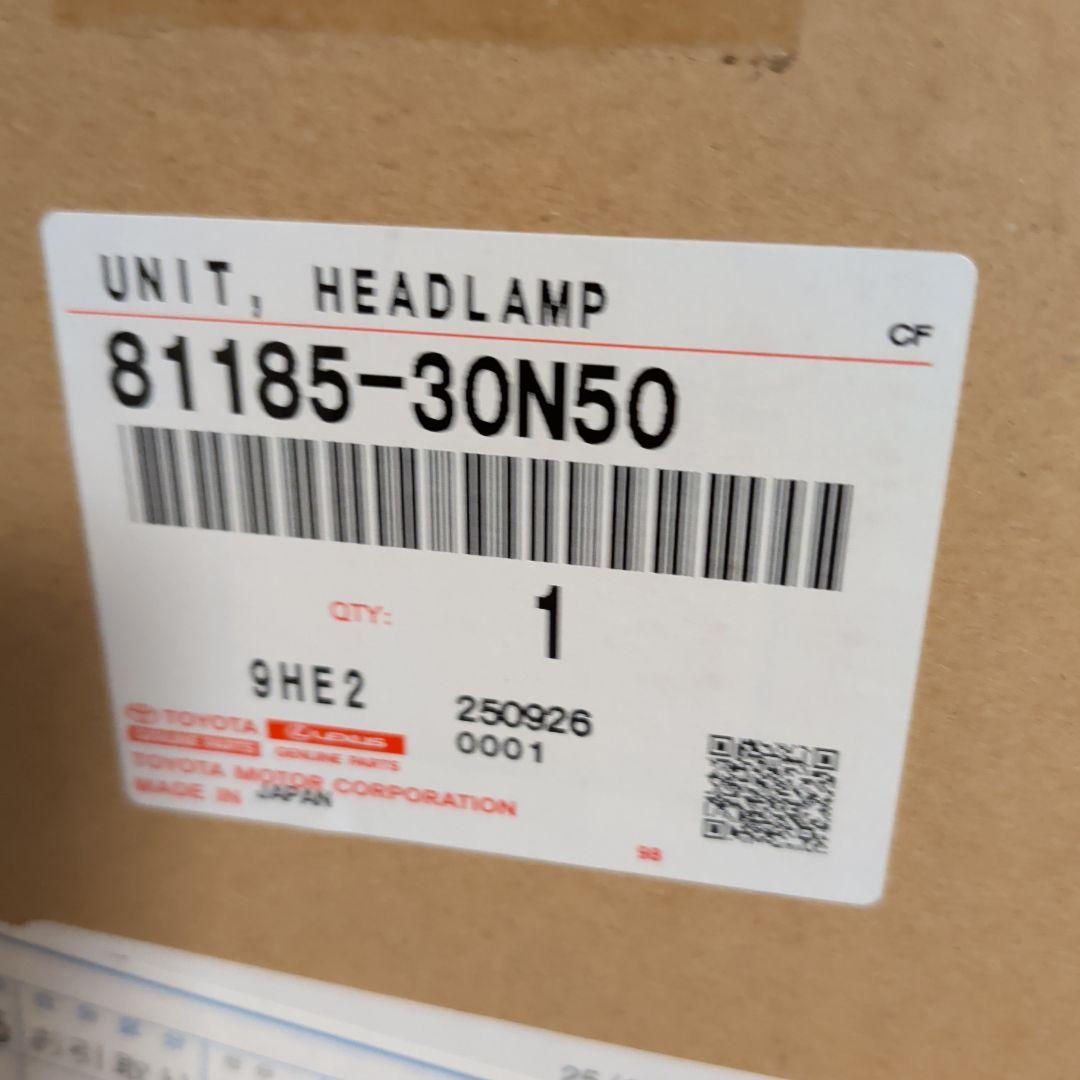 UNIT, HEADLAMP
CF
81185-30N50
QTY: 1
9HE2
250926
0001
TOYOTA
LEXUS
GENUINE PARTS
GENUINE PARTS
TOYOTA MOTOR CORPORATION
MADE IN JAPAN
98